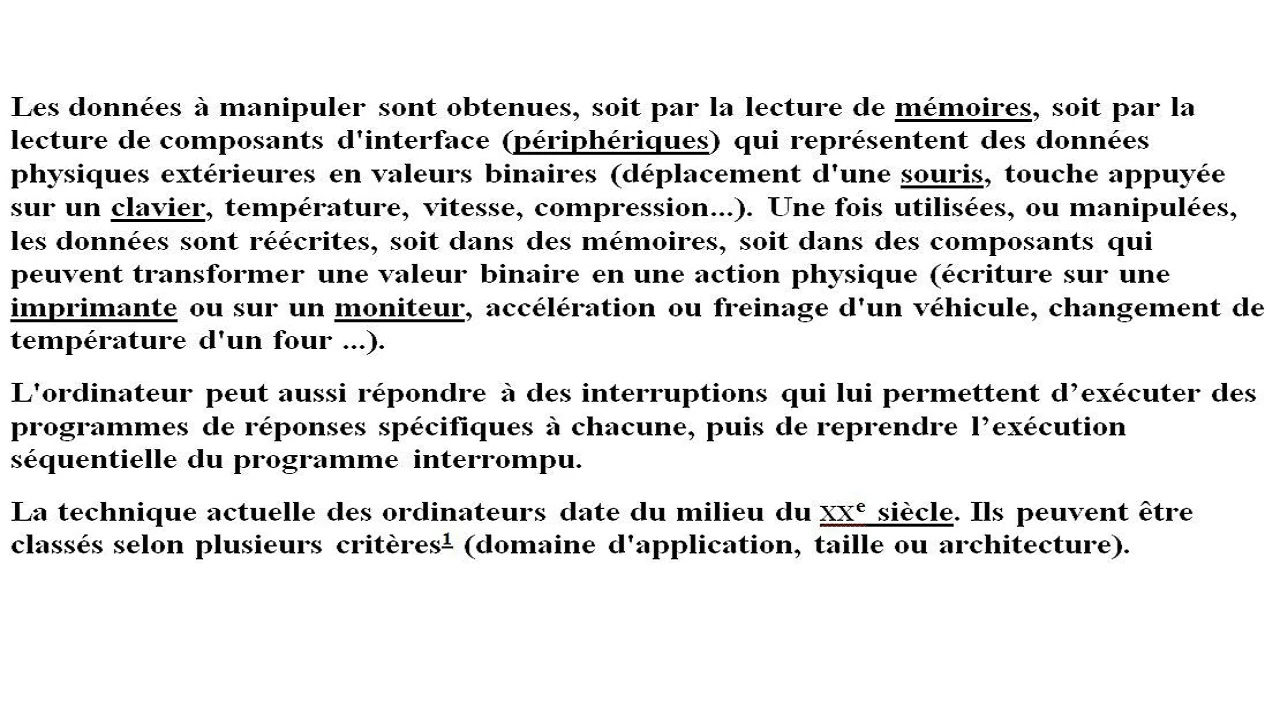 Les données à manipuler sont obtenues, soit par la lecture de mémoires, soit par la
lecture de composants d'interface (périphériques) qui représentent des données
physiques extérieures en valeurs binaires (déplacement d'une souris, touche appuyée
sur un clavier, température, vitesse, compression...). Une fois utilisées, ou manipulées,
les données sont réécrites, soit dans des mémoires, soit dans des composants qui
peuvent transformer une valeur binaire en une action physique (écriture sur une
imprimante ou sur un moniteur, accélération ou freinage d'un véhicule, changement de
température d'un four ...).
L'ordinateur peut aussi répondre à des interruptions qui lui permettent d’exécuter des
programmes de réponses spécifiques à chacune, puis de reprendre l’exécution
séquentielle du programme interrompu.
La technique actuelle des ordinateurs date du milieu du xxe siècle. Ils peuvent être
classés selon plusieurs critères1 (domaine d'application, taille ou architecture).